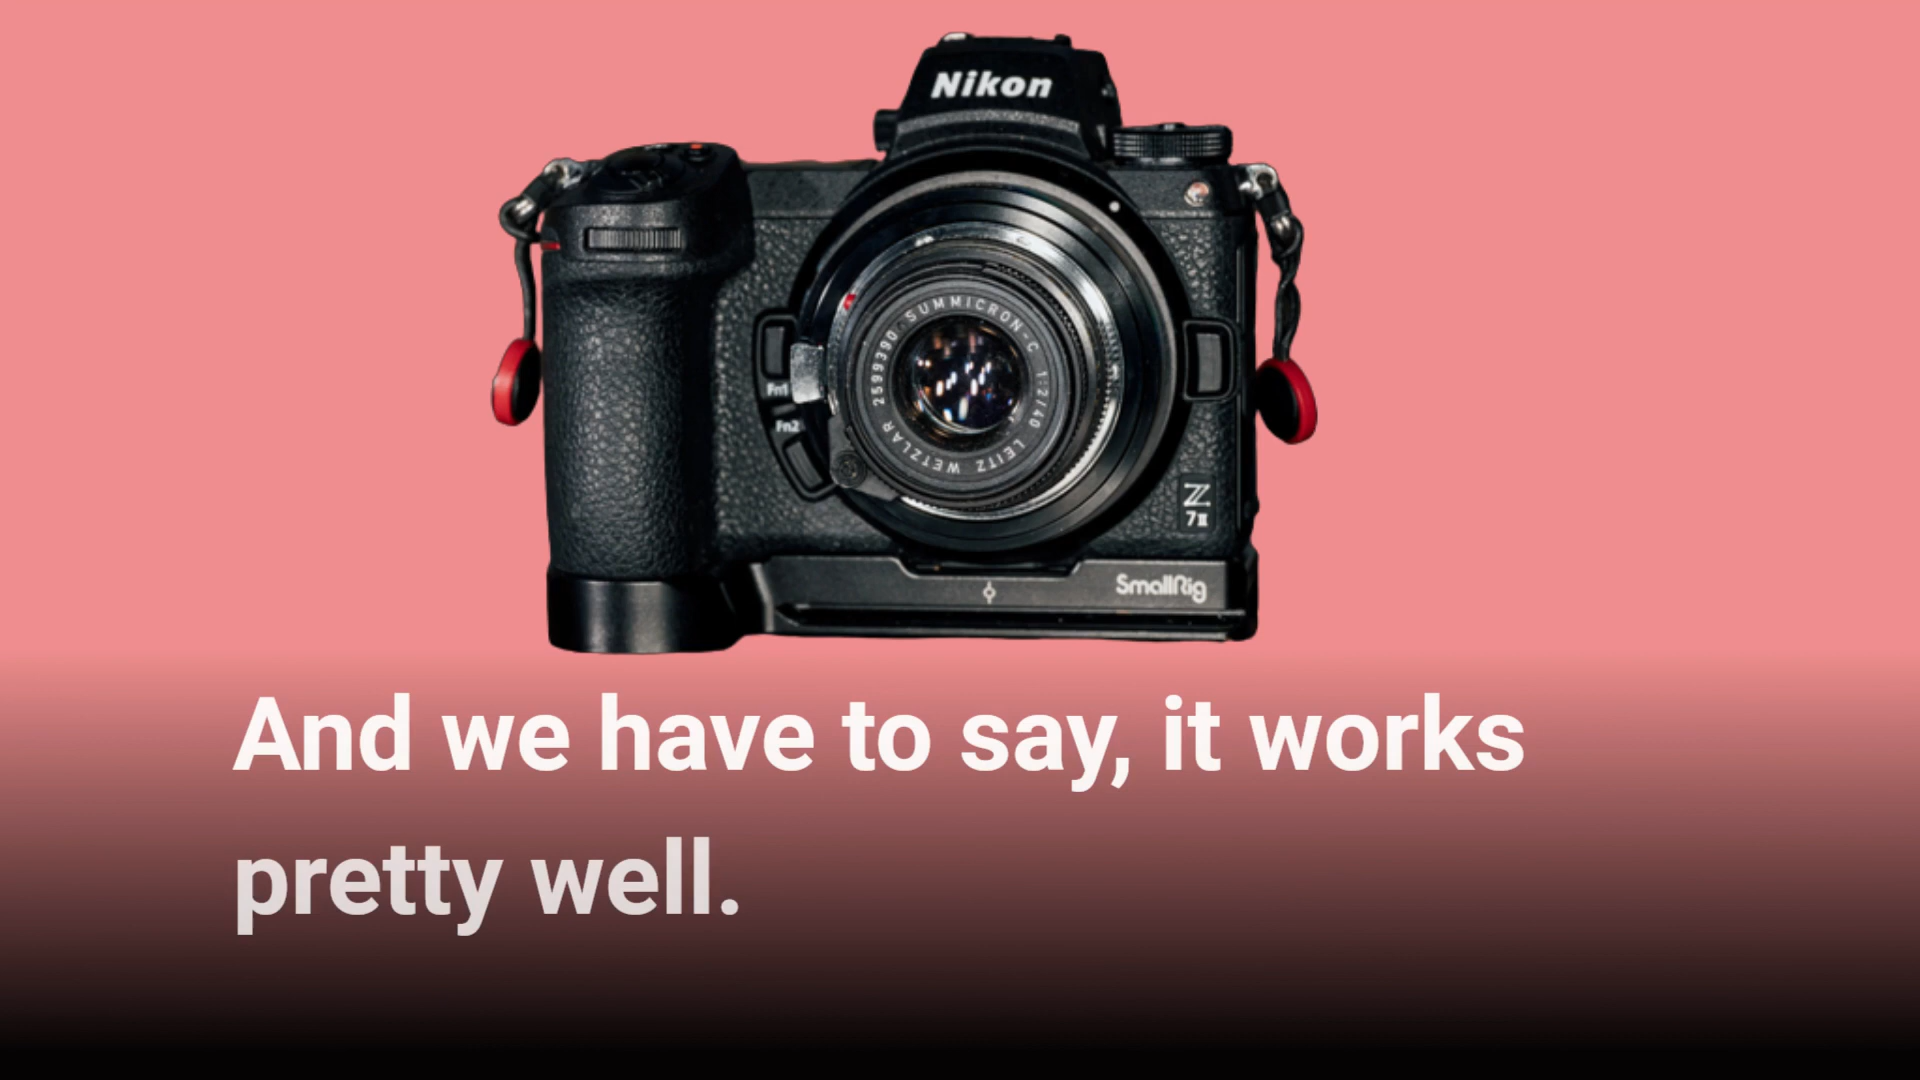 Nikon
SUMMICRON-C 1:2/40 LEITZ WETZLAR 2599390
Fn1
Fn2
Z
7II
SmallRig
And we have to say, it works
pretty well.